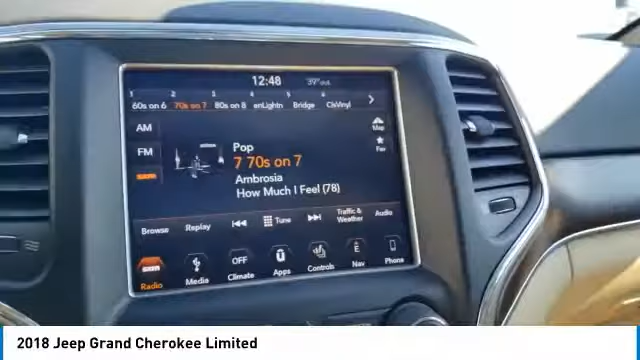 12:48 39°out
1 2 3 4 5 6
60s on 6 70s on 7 80s on 8 enLightn Bridge ClsVinyl
AM
Map
FM
Fav
Pop
7 70s on 7
Ambrosia
How Much I Feel (78)
Browse Replay Tune Traffic & Weather Audio
OFF
E
Radio Media Climate Apps Controls Nav Phone
2018 Jeep Grand Cherokee Limited